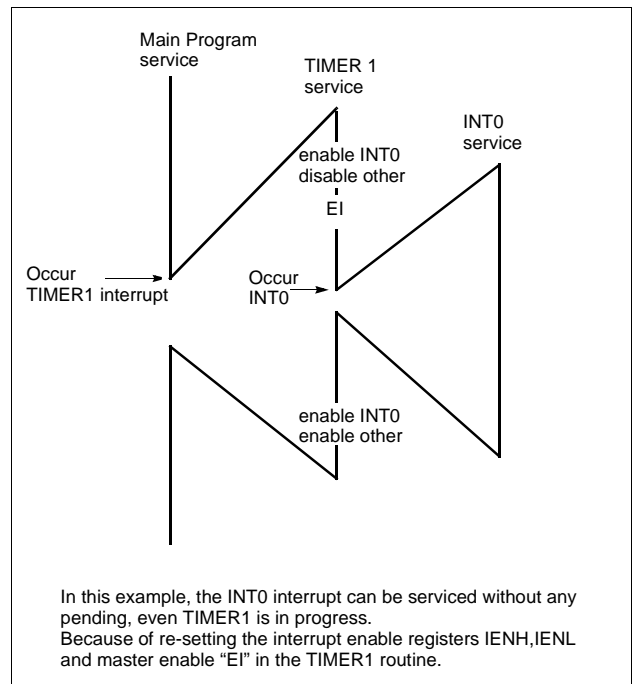 Main Program
service
TIMER 1
service
INT0
service
enable INT0
disable other
EI
Occur
TIMER1 interrupt
Occur
INT0
enable INT0
enable other
In this example, the INT0 interrupt can be serviced without any
pending, even TIMER1 is in progress.
Because of re-setting the interrupt enable registers IENH,IENL
and master enable “EI” in the TIMER1 routine.